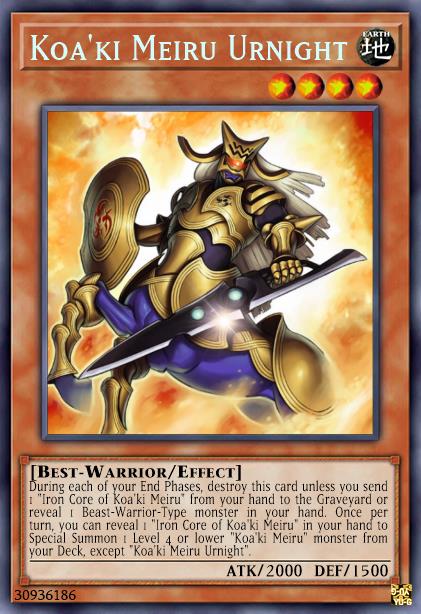 Koa'ki Meiru Urnight
EARTH
地
[Best-Warrior/Effect]
During each of your End Phases, destroy this card unless you send
1 "Iron Core of Koa'ki Meiru" from your hand to the Graveyard or
reveal 1 Beast-Warrior-Type monster in your hand. Once per
turn, you can reveal 1 "Iron Core of Koa'ki Meiru" in your hand to
Special Summon 1 Level 4 or lower "Koa'ki Meiru" monster from
your Deck, except "Koa'ki Meiru Urnight".
ATK/2000 DEF/1500
30936186